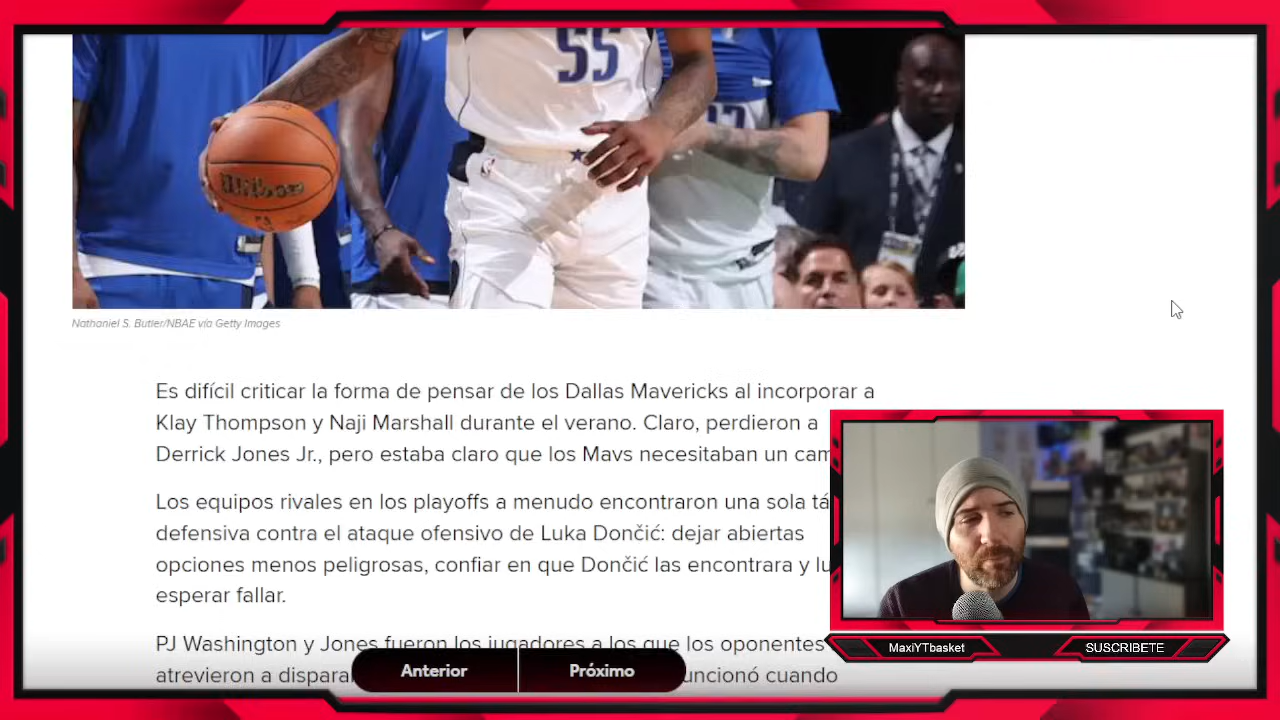 55
Wilson
Nathaniel S. Butler/NBAE vía Getty Images
Es difícil criticar la forma de pensar de los Dallas Mavericks al incorporar a
Klay Thompson y Naji Marshall durante el verano. Claro, perdieron a
Derrick Jones Jr., pero estaba claro que los Mavs necesitaban un
Los equipos rivales en los playoffs a menudo encontraron una sola
defensiva contra el ataque ofensivo de Luka Dončić: dejar abiertas
opciones menos peligrosas, confiar en que Dončić las encontrara y
esperar fallar.
PJ Washington y Jones fueron los jugadores a los que los oponentes
atrevieron a
cuando
Anterior
Próximo
MaxiYTbasket
SUSCRIBETE